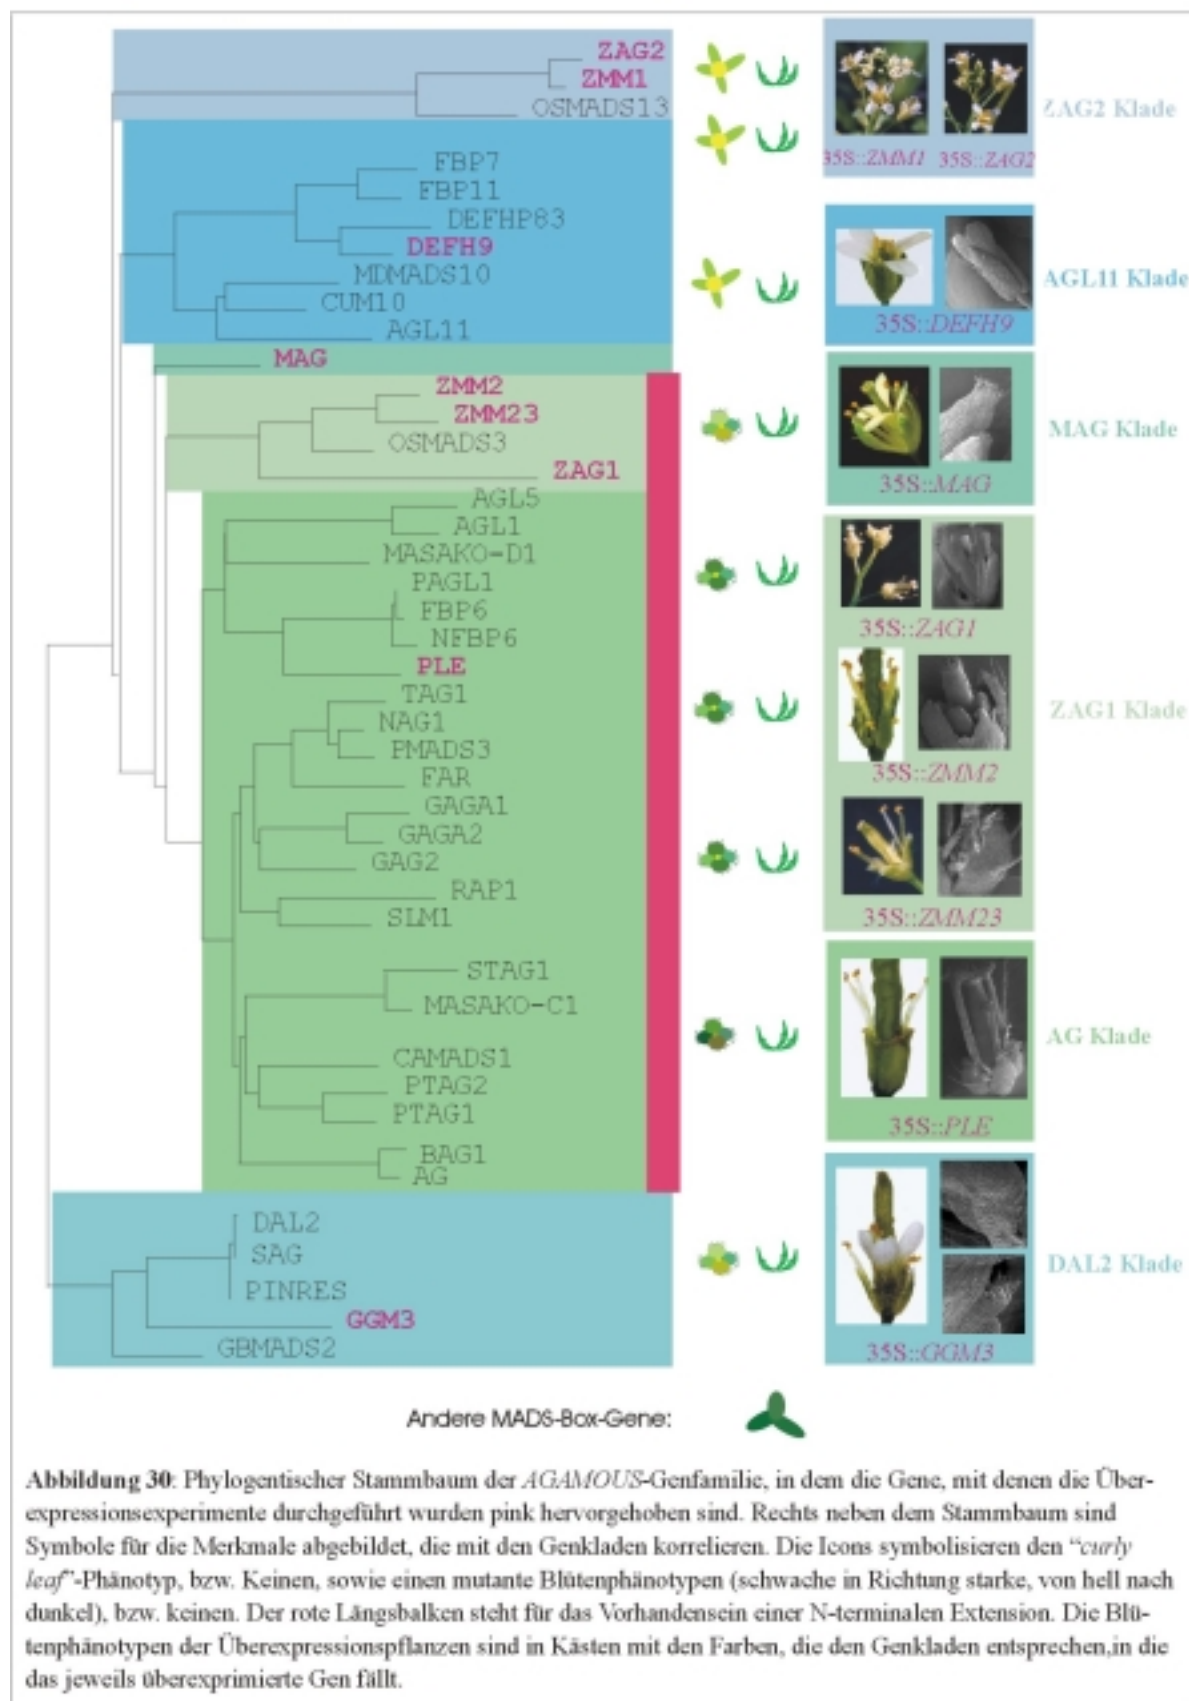 ZAG2
ZMM1
OSMADS13
FBP7
FBP11
DEFHP83
DEFH9
MDMADS10
CUM10
AGL11
MAG
ZMM2
ZMM23
OSMADS3
ZAG1
AGL5
AGL1
MASAKO-D1
PAGL1
FBP6
NFBP6
PLE
TAG1
NAG1
PMADS3
FAR
GAGA1
GAGA2
GAG2
RAP1
SLM1
STAG1
MASAKO-C1
CAMADS1
PTAG2
PTAG1
BAG1
AG
DAL2
SAG
PINRES
GGM3
GBMADS2
35S::ZMM1 35S::ZAG2
ZAG2 Klade
35S::DEFH9
AGL11 Klade
35S::MAG
MAG Klade
35S::ZAG1
35S::ZMM2
ZAG1 Klade
35S::ZMM23
35S::PLE
AG Klade
35S::GGM3
DAL2 Klade
Andere MADS-Box-Gene:
Abbildung 30: Phylogentischer Stammbaum der AGAMOUS-Genfamilie, in dem die Gene, mit denen die Über-
expressionsexperimente durchgeführt wurden pink hervorgehoben sind. Rechts neben dem Stammbaum sind
Symbole für die Merkmale abgebildet, die mit den Genkladen korrelieren. Die Icons symbolisieren den "curly
leaf"-Phänotyp, bzw. Keinen, sowie einen mutante Blütenphänotypen (schwache in Richtung starke, von hell nach
dunkel), bzw. keinen. Der rote Längsbalken steht für das Vorhandensein einer N-terminalen Extension. Die Blü-
tenphänotypen der Überexpressionspflanzen sind in Kästen mit den Farben, die den Genkladen entsprechen,in die
das jeweils überexprimierte Gen fällt.